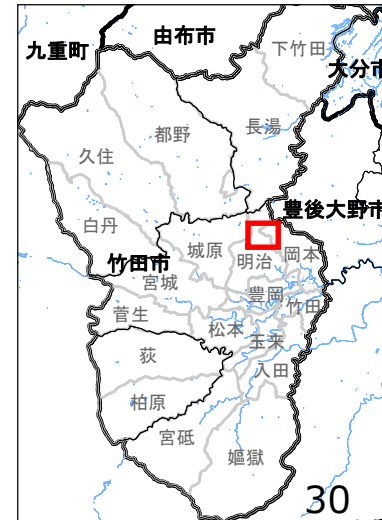 由布市
九重町
下竹田
大分市
都野
長湯
久住
豊後大野市
白丹
城原
岡本
明治
竹田市
宮城
豊岡
竹田
菅生
松本
玉来
荻
入田
柏原
宮砥
嫗獄
30